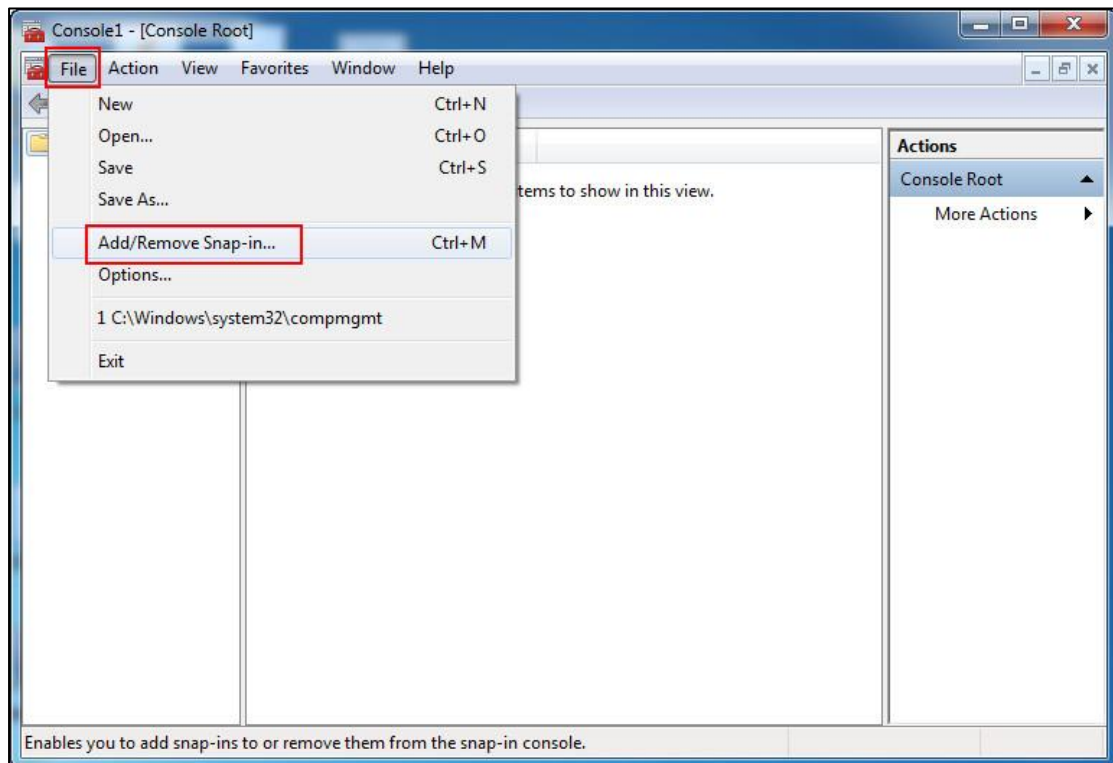 Console1 - [Console Root]
File Action View Favorites Window Help
New Ctrl+N
Open... Ctrl+O
Save Ctrl+S
Save As...
Add/Remove Snap-in... Ctrl+M
Options...
1 C:\Windows\system32\compmgmt
Exit
tems to show in this view.
Actions
Console Root
More Actions
Enables you to add snap-ins to or remove them from the snap-in console.